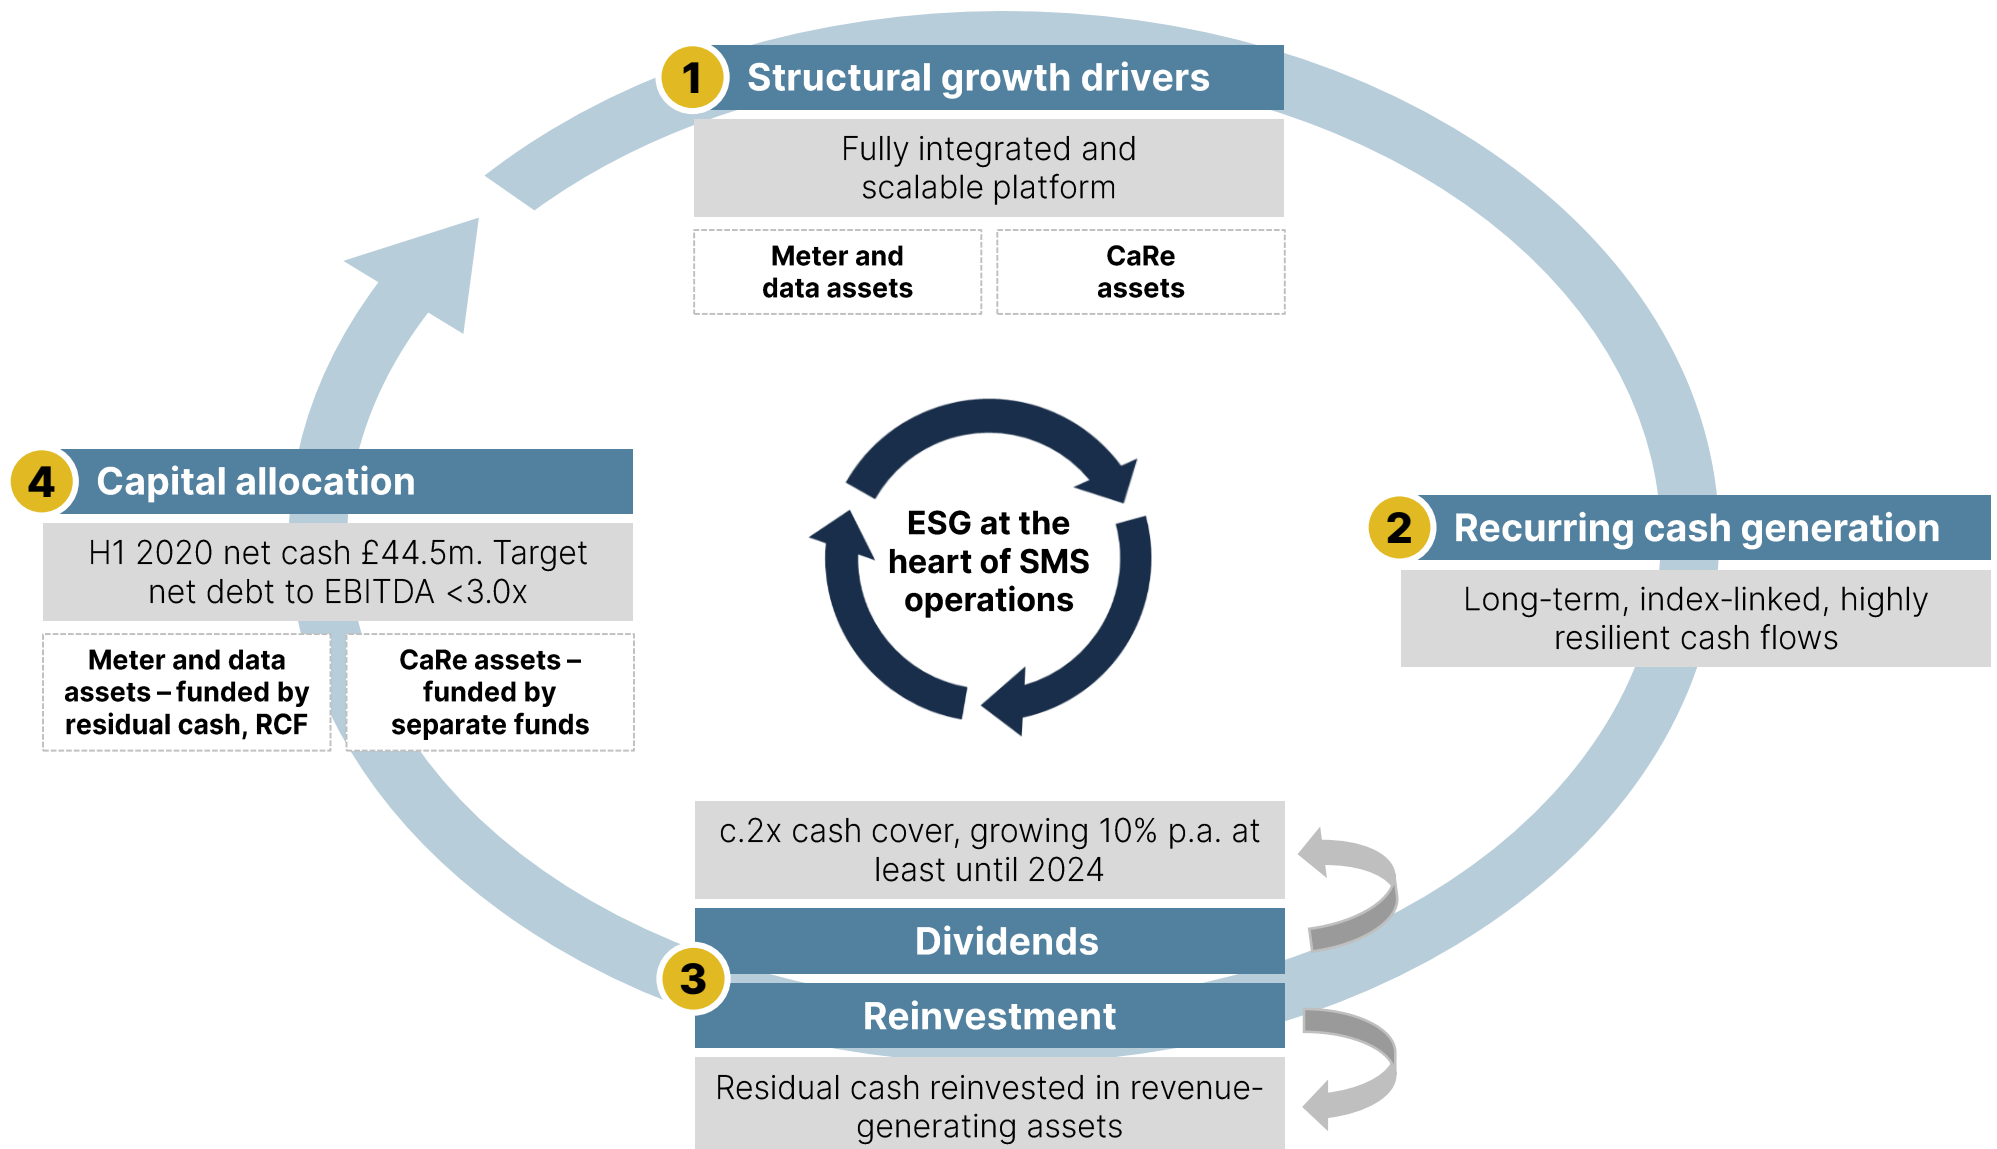 1
Structural growth drivers
Fully integrated and
scalable platform
Meter and
data assets
CaRe
assets
2
Recurring cash generation
Long-term, index-linked, highly
resilient cash flows
c.2x cash cover, growing 10% p.a. at
least until 2024
Dividends
3
Reinvestment
Residual cash reinvested in revenue-
generating assets
4
Capital allocation
H1 2020 net cash £44.5m. Target
net debt to EBITDA <3.0x
Meter and data
assets – funded by
residual cash, RCF
CaRe assets –
funded by
separate funds
ESG at the
heart of SMS
operations